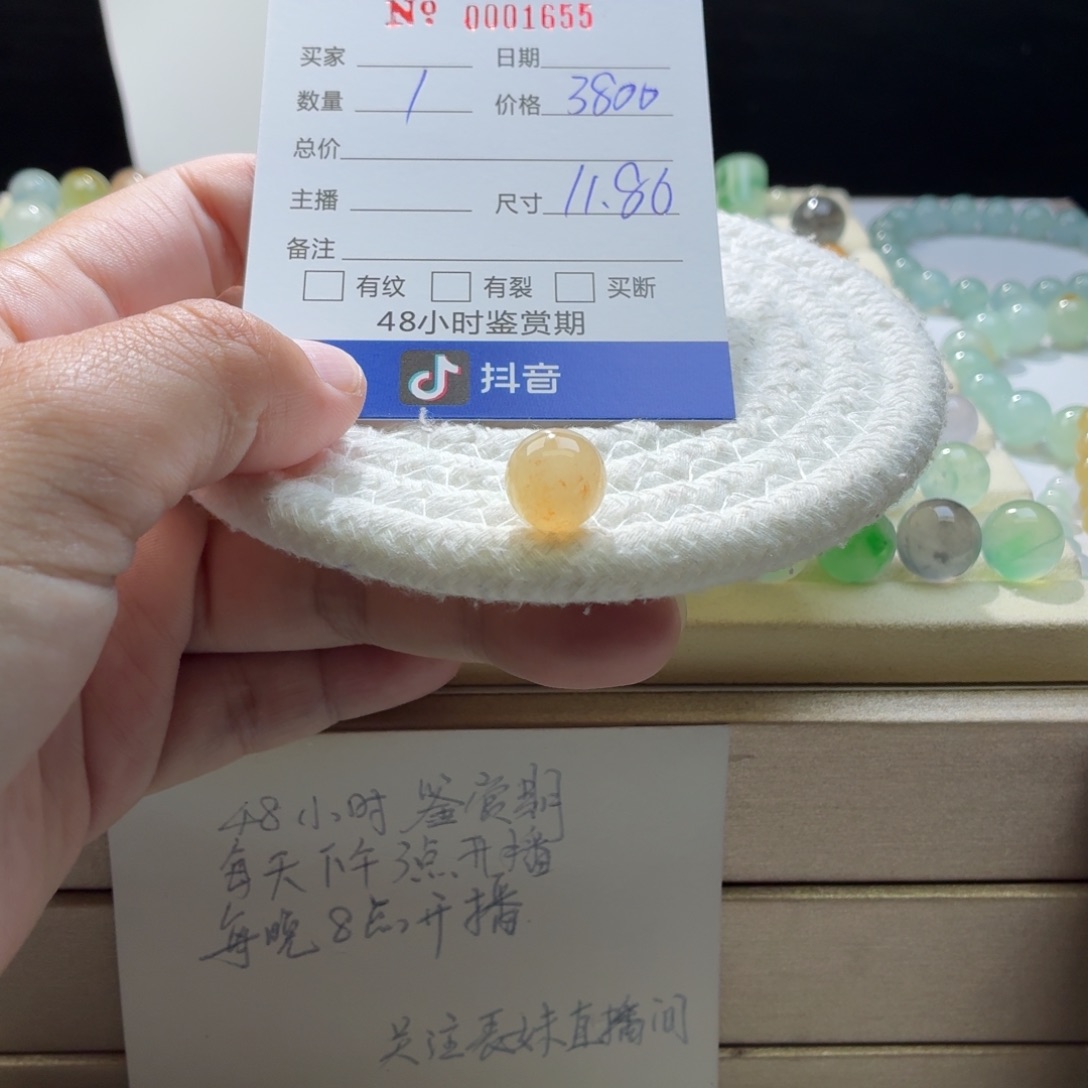 № 0001655
买家 日期
数量 1 价格 3800
总价
主播 尺寸 11.80
备注
有纹 有裂 买断
48小时鉴赏期
抖音
48小时鉴赏期
每天下午3点开播
每晚8点开播
关注表妹直播间